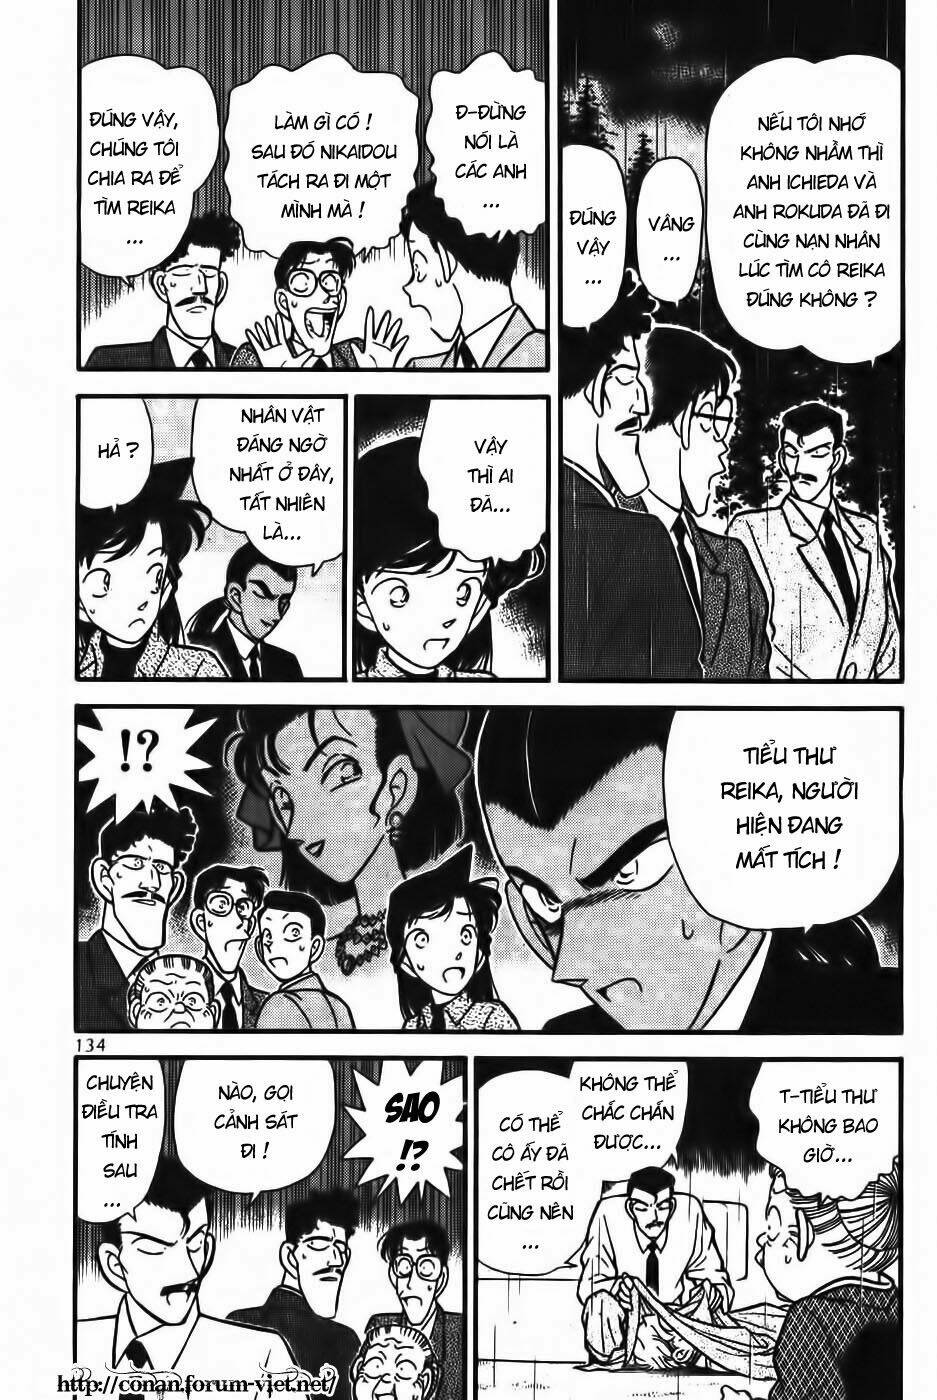 NẾU TÔI NHỚ
KHÔNG NHẦM THÌ
ANH ICHIEDA VÀ
ANH ROKUDA ĐÃ ĐI
CÙNG NẠN NHÂN
LÚC TÌM CÔ REIKA
ĐÚNG KHÔNG ?
VÂNG
...
ĐÚNG
VẬY
...
Đ-ĐỪNG
NÓI LÀ
CÁC ANH
...
LÀM GÌ CÓ !
SAU ĐÓ NIKAIDOU
TÁCH RA ĐI MỘT
MÌNH MÀ !
ĐÚNG VẬY,
CHÚNG TÔI
CHIA RA ĐỂ
TÌM REIKA
...
VẬY
THÌ AI
ĐÃ...
NHÂN VẬT
ĐÁNG NGỜ
NHẤT Ở ĐÂY,
TẤT NHIÊN
LÀ...
HẢ ?
TIỂU THƯ
REIKA, NGƯỜI
HIỆN ĐANG
MẤT TÍCH !
!?
134
T-TIỂU THƯ
KHÔNG BAO
GIỜ...
KHÔNG THỂ
CHẮC CHẮN
ĐƯỢC...
CÓ THỂ
CÔ ẤY ĐÃ
CHẾT RỒI
CŨNG NÊN
...
SAO
!?
NÀO, GỌI
CẢNH SÁT
ĐI !
CHUYỆN
ĐIỀU TRA
TÍNH
SAU
...
http://conan.forum-viet.net/